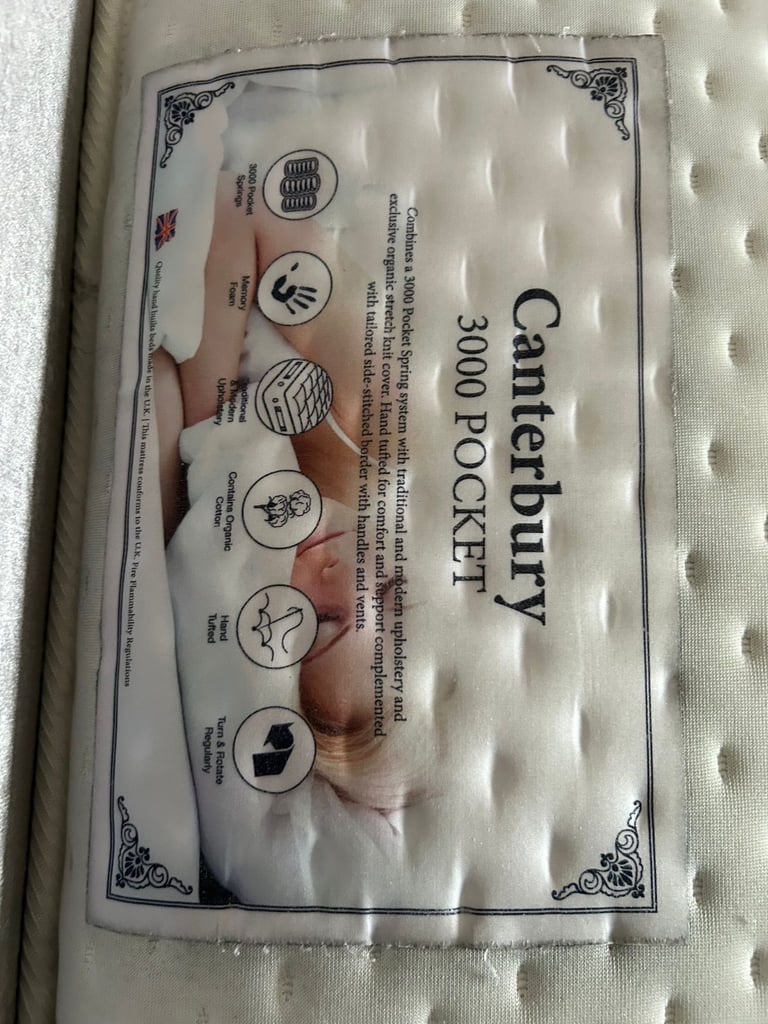 Canterbury
3000 POCKET
Combines a 3000 Pocket Spring system with traditional and modern upholstery and
exclusive organic stretch knit cover. Hand tufted for comfort and support complemented
with tailored side-stitched border with handles and vents.
3000 Pocket
Springs
Memory
Foam
Traditional
& Modern
Upholstery
Contains Organic
Cotton
Hand
Tufted
Turn & Rotate
Regularly
Quality hand builts beds made in the U.K. | This mattress conforms to the U.K. Fire Flammability Regulations